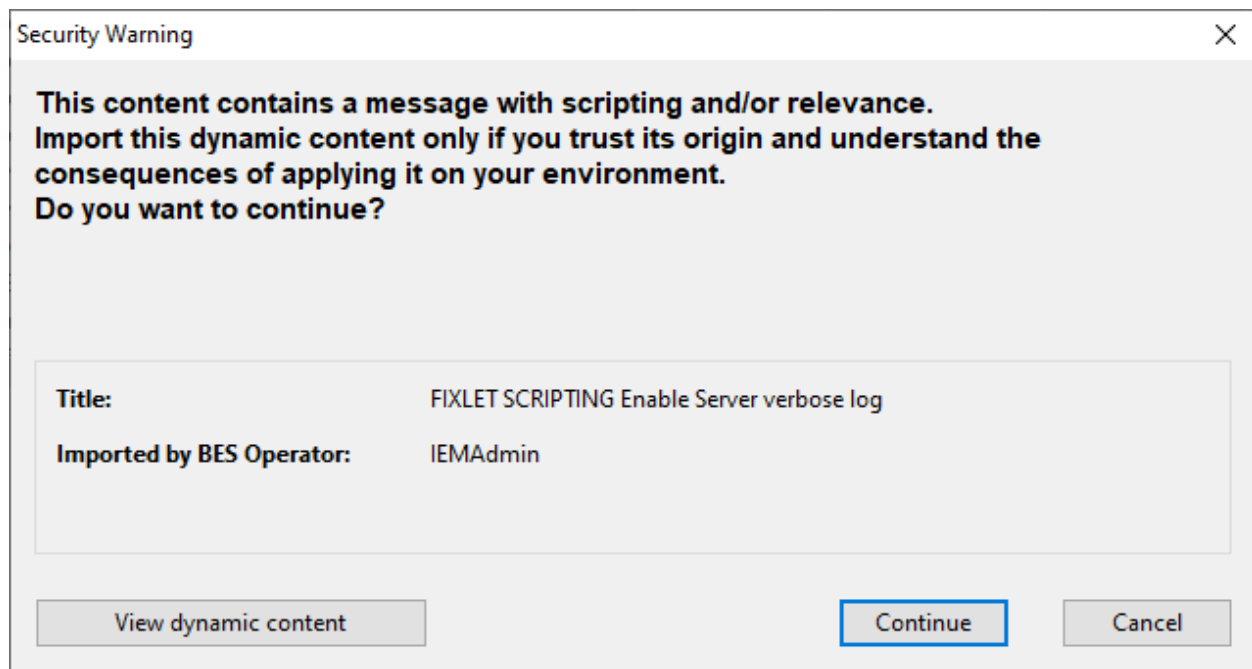 Security Warning
This content contains a message with scripting and/or relevance.
Import this dynamic content only if you trust its origin and understand the
consequences of applying it on your environment.
Do you want to continue?
Title: FIXLET SCRIPTING Enable Server verbose log
Imported by BES Operator: IEMAdmin
View dynamic content Continue Cancel